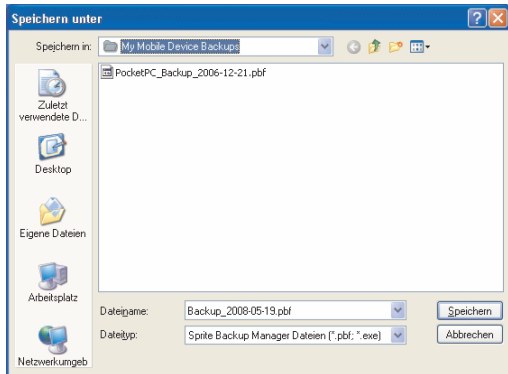 Speichern unter
Speichern in:
My Mobile Device Backups
PocketPC_Backup_2006-12-21.pbf
Zuletzt
verwendete D...
Desktop
Eigene Dateien
Arbeitsplatz
Netzwerkumgeb
Dateiname:
Backup_2008-05-19.pbf
Speichern
Dateityp:
Sprite Backup Manager Dateien (*.pbf; *.exe)
Abbrechen